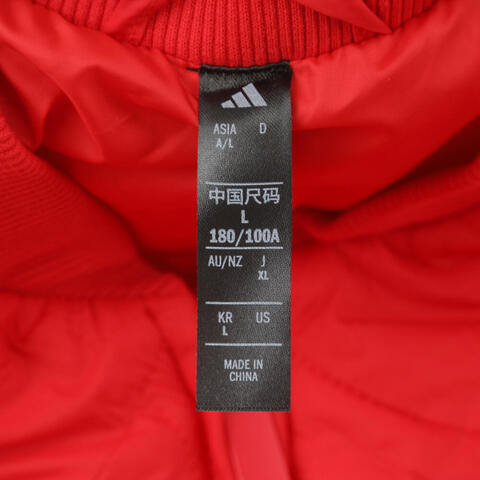 ASIA D
A/L
中国尺码
L
180/100A
AU/NZ J
XL
KR US
L
MADE IN
CHINA